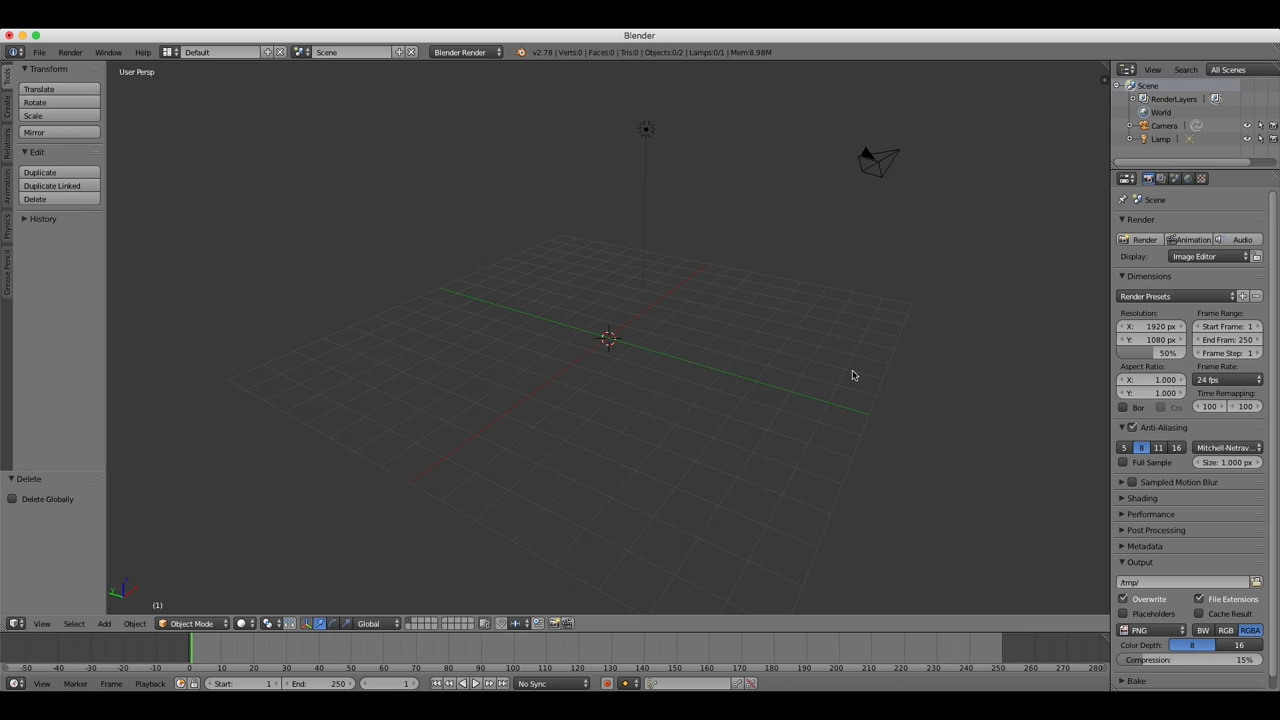 Blender
File Render Window Help Default Scene Blender Render v2.78 | Verts:0 | Faces:0 | Tris:0 | Objects:0/2 | Lamps:0/1 | Mem:8.98M
Tools
Create
Relations
Animation
Physics
Grease Pencil
Transform
Translate
Rotate
Scale
Mirror
Edit
Duplicate
Duplicate Linked
Delete
History
Delete
Delete Globally
User Persp
(1)
View Select Add Object Object Mode Global
-50 -40 -30 -20 -10 0 10 20 30 40 50 60 70 80 90 100 110 120 130 140 150 160 170 180 190 200 210 220 230 240 250 260 270 280
View Marker Frame Playback Start: 1 End: 250 1 No Sync
View Search All Scenes
Scene
RenderLayers
World
Camera
Lamp
Scene
Render
Render Animation Audio
Display: Image Editor
Dimensions
Render Presets
Resolution: Frame Range:
X: 1920 px Start Frame: 1
Y: 1080 px End Fram: 250
50% Frame Step: 1
Aspect Ratio: Frame Rate:
X: 1.000 24 fps
Y: 1.000 Time Remapping:
Bor Cro 100 100
Anti-Aliasing
5 8 11 16 Mitchell-Netrav...
Full Sample Size: 1.000 px
Sampled Motion Blur
Shading
Performance
Post Processing
Metadata
Output
/tmp/
Overwrite File Extensions
Placeholders Cache Result
PNG BW RGB RGBA
Color Depth: 8 16
Compression: 15%
Bake